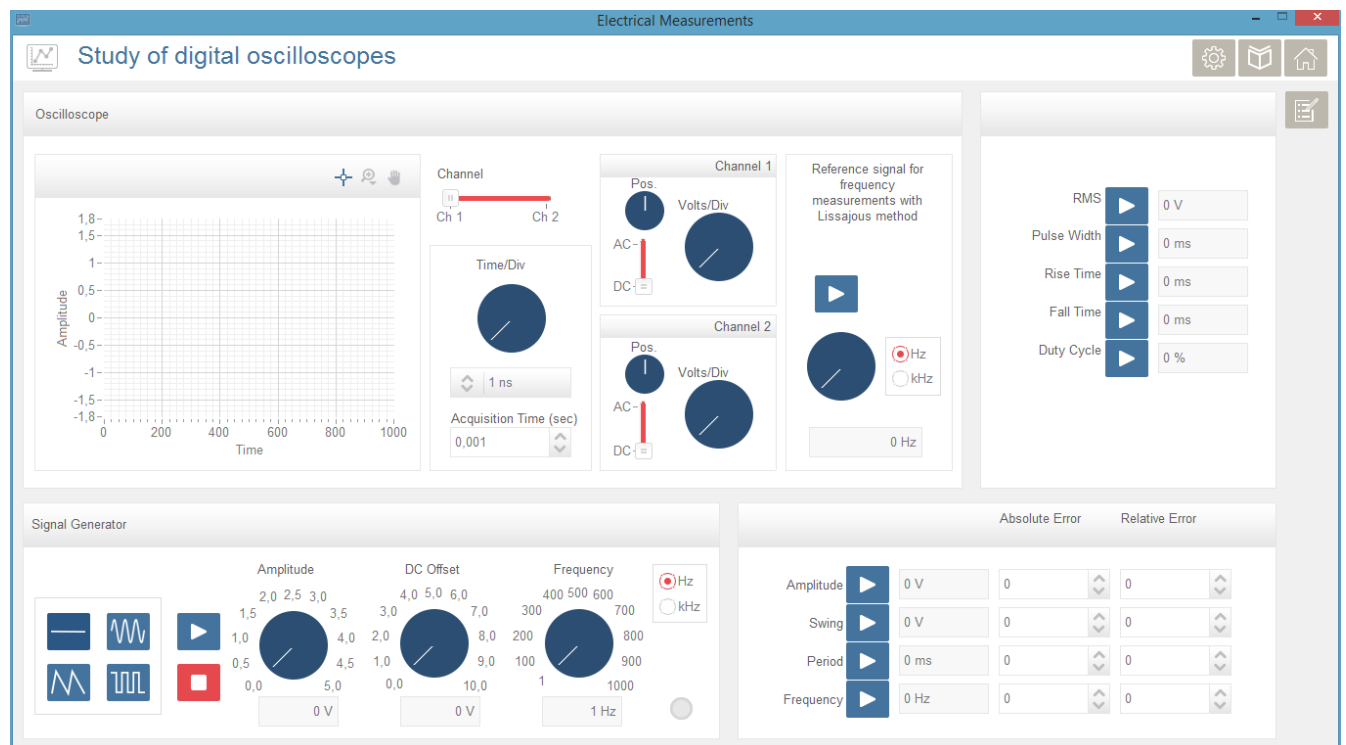 Electrical Measurements
Study of digital oscilloscopes
Oscilloscope
1,8
1,5
1
0,5
0
-0,5
-1
-1,5
-1,8
Amplitude
0 200 400 600 800 1000
Time
Channel
Ch 1 Ch 2
Time/Div
1 ns
Acquisition Time (sec)
0,001
Channel 1
Pos.
Volts/Div
AC
DC
Channel 2
Pos.
Volts/Div
AC
DC
Reference signal for
frequency
measurements with
Lissajous method
Hz
kHz
0 Hz
RMS 0 V
Pulse Width 0 ms
Rise Time 0 ms
Fall Time 0 ms
Duty Cycle 0 %
Signal Generator
Amplitude
0,0 0,5 1,0 1,5 2,0 2,5 3,0 3,5 4,0 4,5 5,0
0 V
DC Offset
0,0 1,0 2,0 3,0 4,0 5,0 6,0 7,0 8,0 9,0 10,0
0 V
Frequency
1 100 200 300 400 500 600 700 800 900 1000
1 Hz
Hz
kHz
Absolute Error Relative Error
Amplitude 0 V 0 0
Swing 0 V 0 0
Period 0 ms 0 0
Frequency 0 Hz 0 0